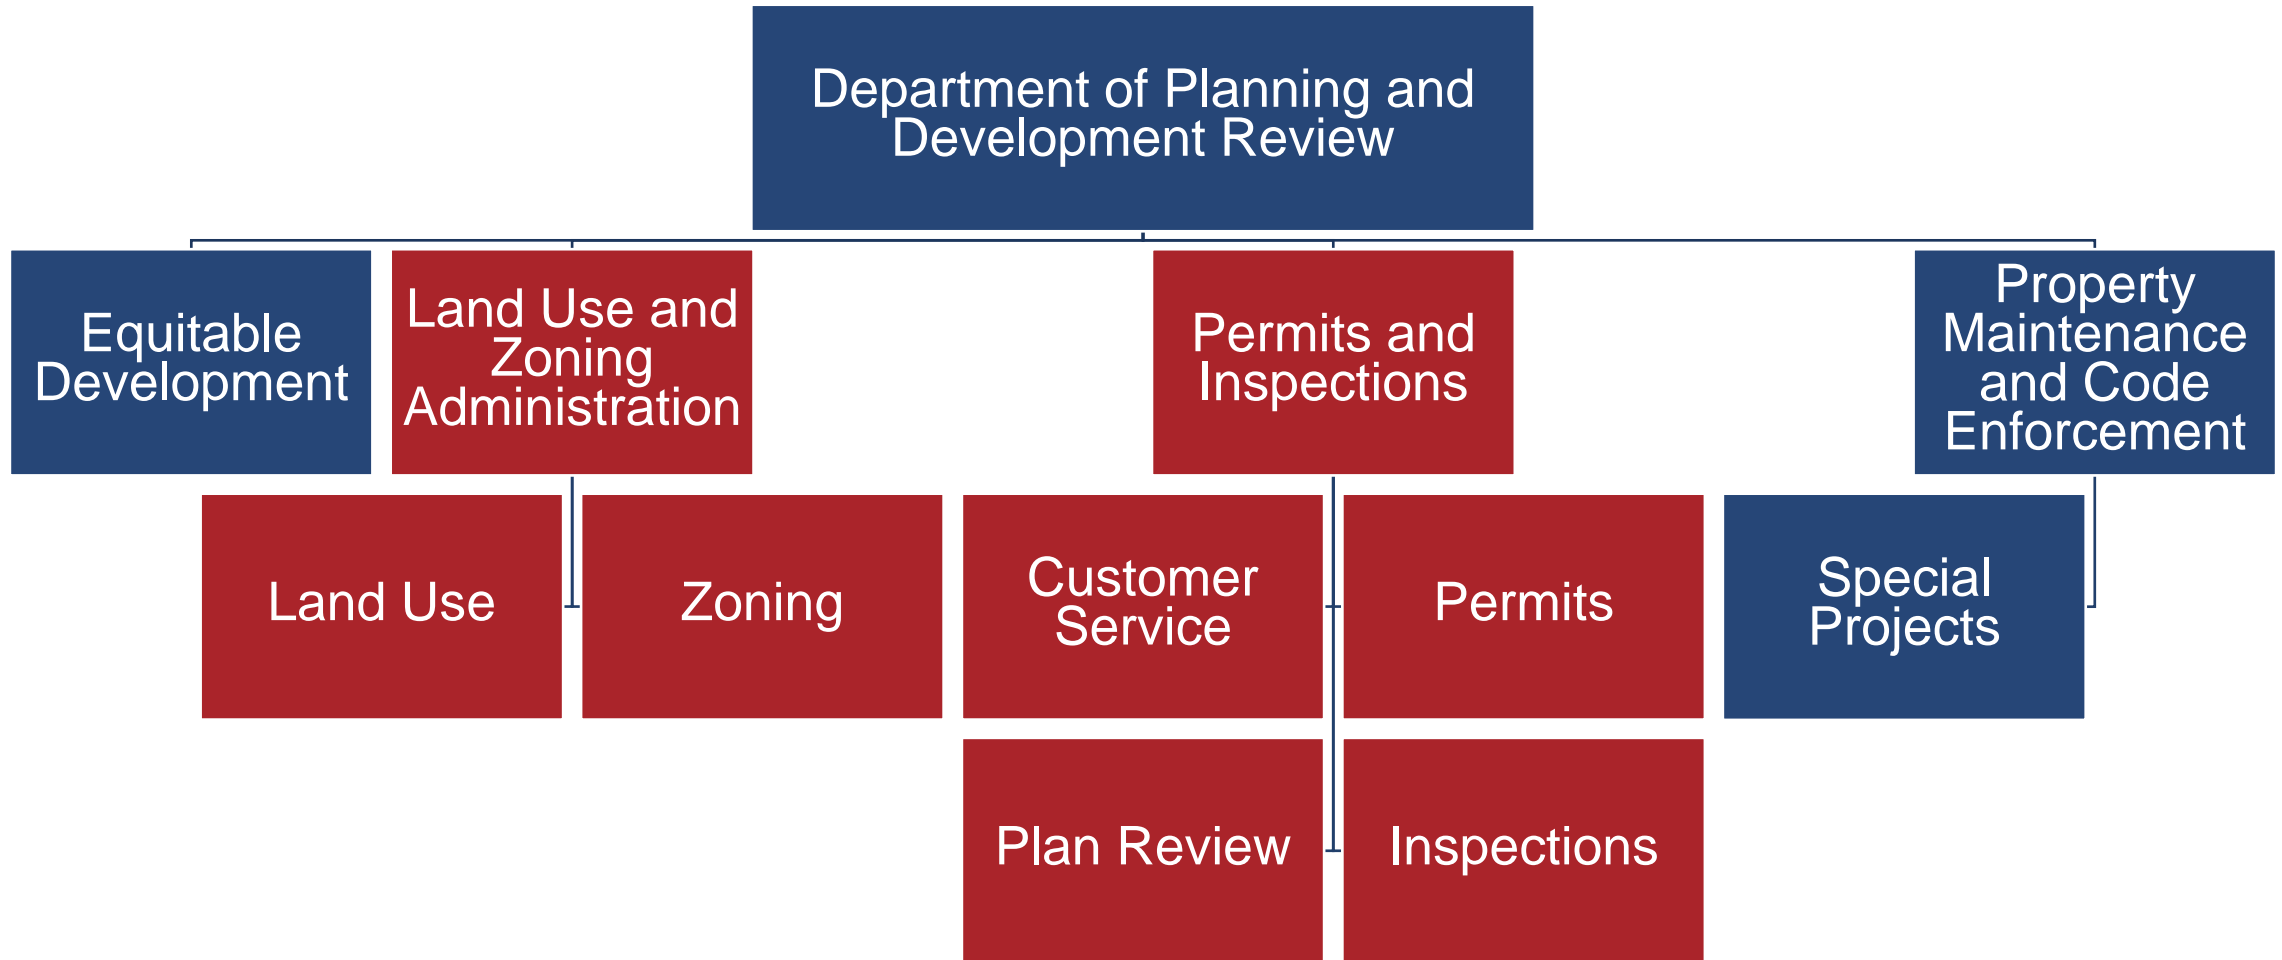 Department of Planning and
Development Review
Equitable
Development
Land Use and
Zoning
Administration
Permits and
Inspections
Property
Maintenance
and Code
Enforcement
Land Use
Zoning
Customer
Service
Permits
Special
Projects
Plan Review
Inspections